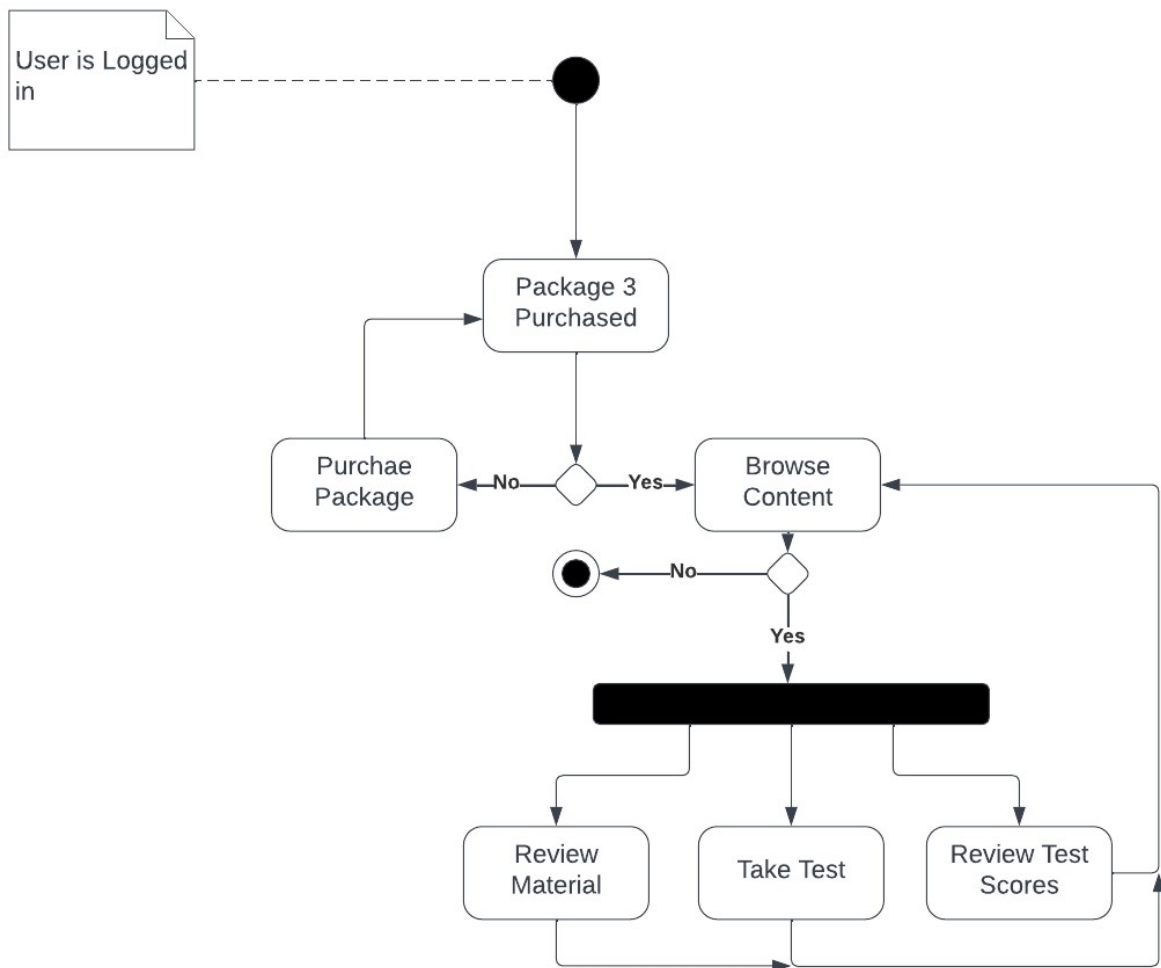 User is Logged
in
Package 3
Purchased
Purchae
Package
No
Yes
Browse
Content
No
Yes
Review
Material
Take Test
Review Test
Scores